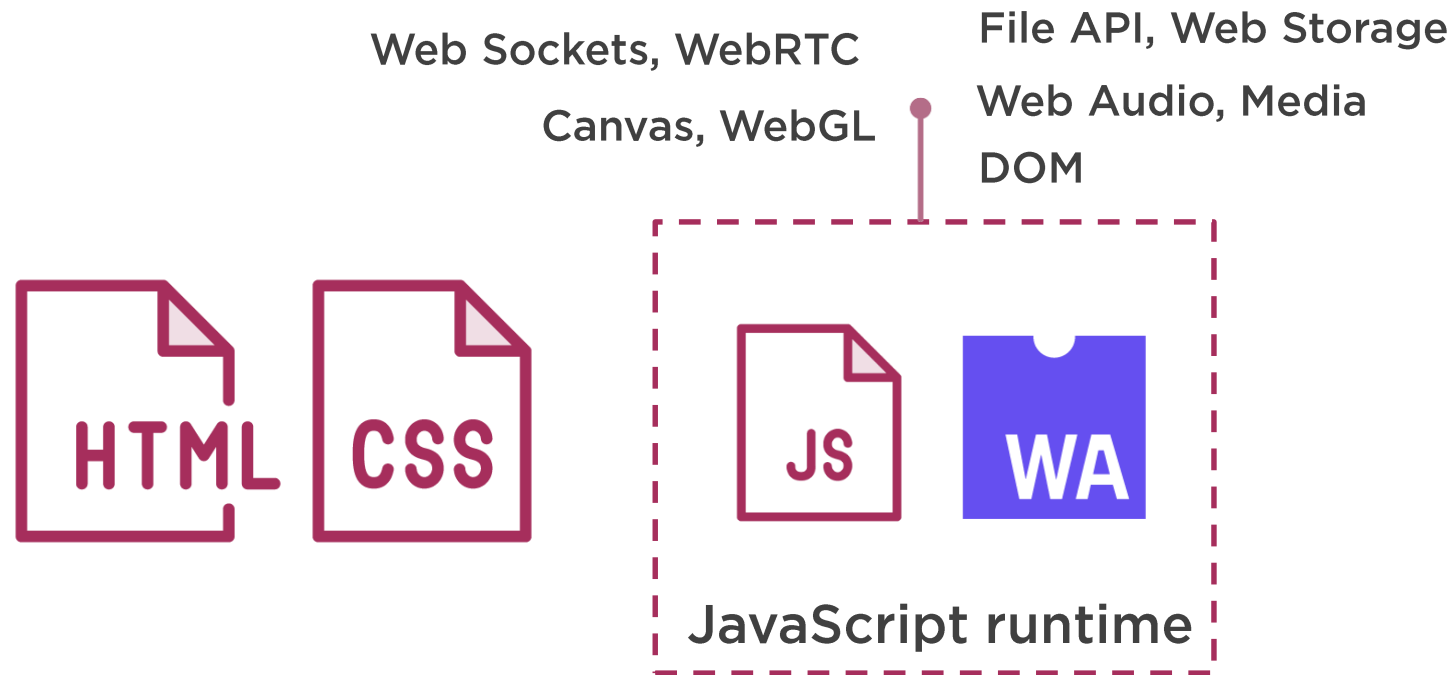 Web Sockets, WebRTC
Canvas, WebGL
File API, Web Storage
Web Audio, Media
DOM
HTML
CSS
JS
WA
JavaScript runtime